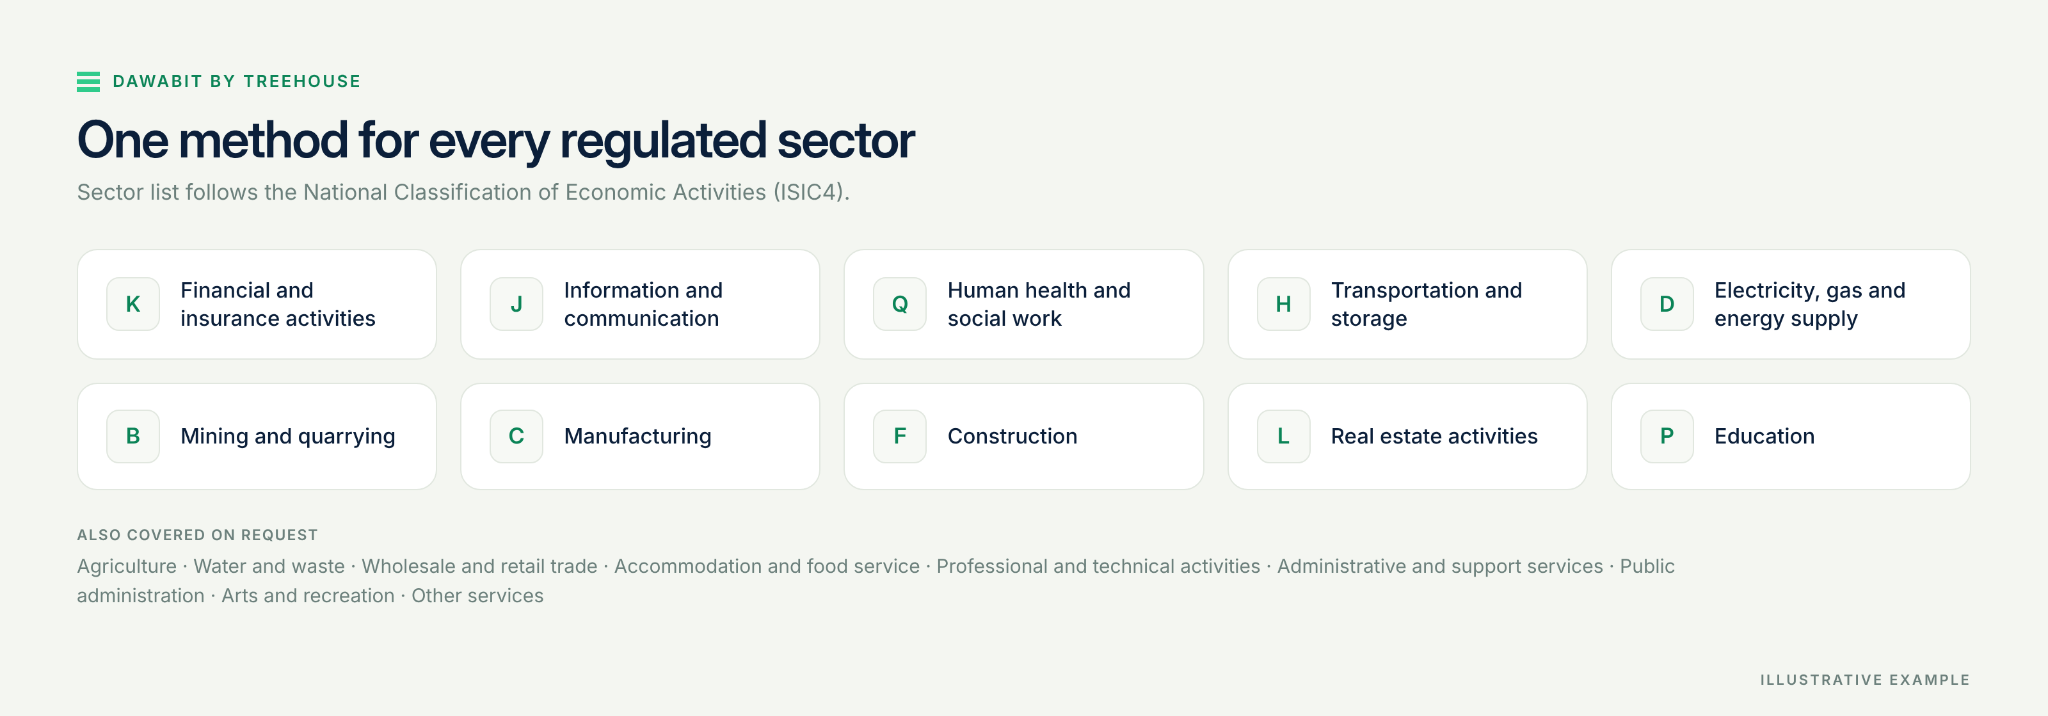 DAWABIT BY TREEHOUSE
One method for every regulated sector
Sector list follows the National Classification of Economic Activities (ISIC4).
K
Financial and
insurance activities
J
Information and
communication
Q
Human health and
social work
H
Transportation and
storage
D
Electricity, gas and
energy supply
B
Mining and quarrying
C
Manufacturing
F
Construction
L
Real estate activities
P
Education
ALSO COVERED ON REQUEST
Agriculture · Water and waste · Wholesale and retail trade · Accommodation and food service · Professional and technical activities · Administrative and support services · Public
administration · Arts and recreation · Other services
ILLUSTRATIVE EXAMPLE